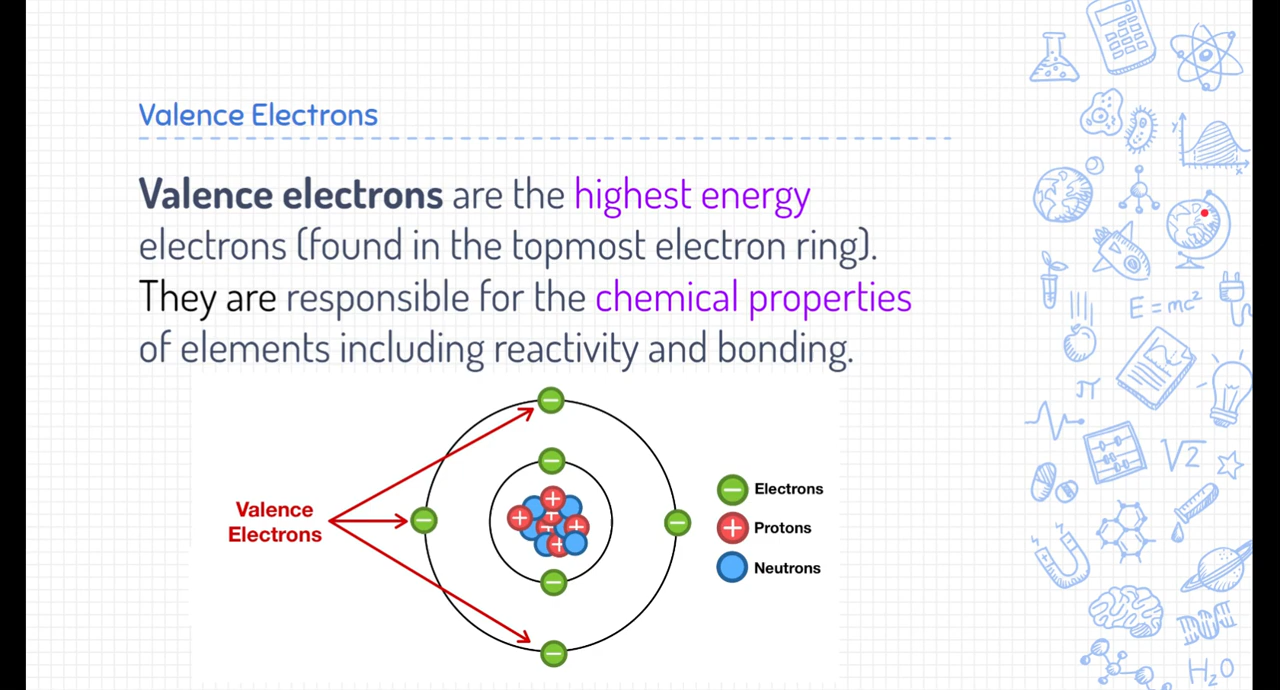 Valence Electrons
Valence electrons are the highest energy
electrons (found in the topmost electron ring).
They are responsible for the chemical properties
of elements including reactivity and bonding.
Valence
Electrons
Electrons
Protons
Neutrons
y
x
E=mc²
π
√2
H₂O